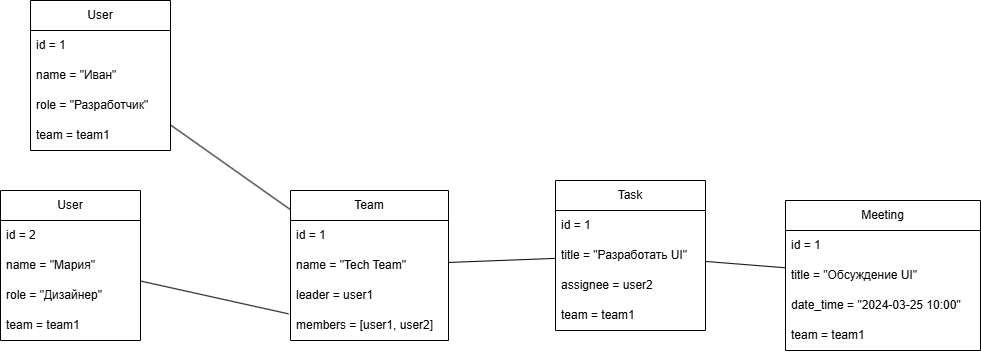 User
id = 1
name = "Иван"
role = "Разработчик"
team = team1
User
id = 2
name = "Мария"
role = "Дизайнер"
team = team1
Team
id = 1
name = "Tech Team"
leader = user1
members = [user1, user2]
Task
id = 1
title = "Разработать UI"
assignee = user2
team = team1
Meeting
id = 1
title = "Обсуждение UI"
date_time = "2024-03-25 10:00"
team = team1